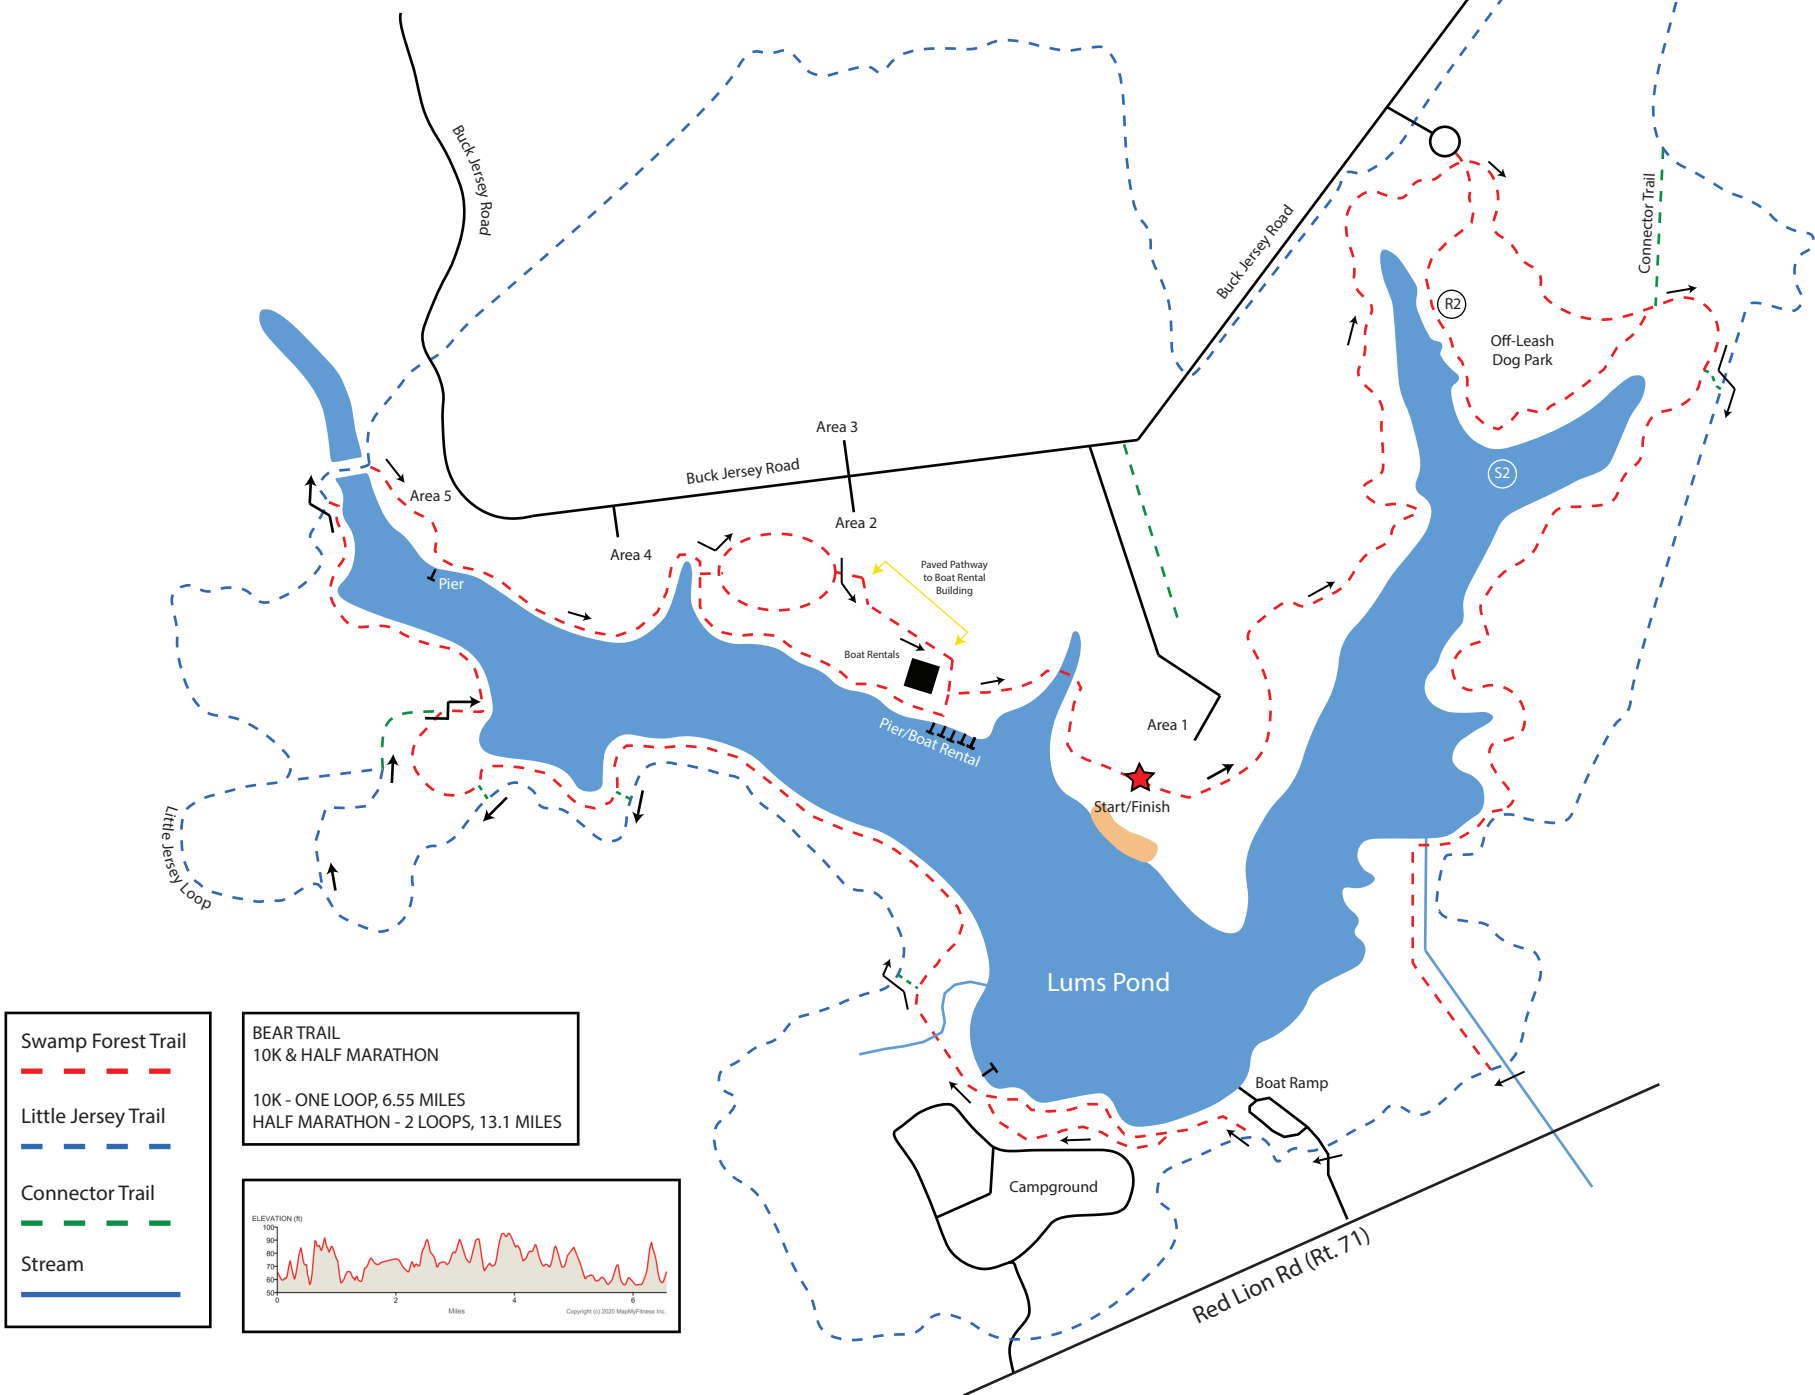 Buck Jersey Road
Buck Jersey Road
Connector Trail
R2
Off-Leash
Dog Park
Area 3
Buck Jersey Road
S2
Area 5
Area 2
Area 4
Pier
Paved Pathway
to Boat Rental
Building
Boat Rentals
Area 1
Pier/Boat Rental
Start/Finish
Little Jersey Loop
Lums Pond
Boat Ramp
Campground
Red Lion Rd (Rt. 71)
Swamp Forest Trail
Little Jersey Trail
Connector Trail
Stream
BEAR TRAIL
10K & HALF MARATHON
10K - ONE LOOP, 6.55 MILES
HALF MARATHON - 2 LOOPS, 13.1 MILES
ELEVATION (ft)
100
90
80
70
60
50
0 2 4 6
Miles
Copyright (c) 2020 MapMyFitness Inc.